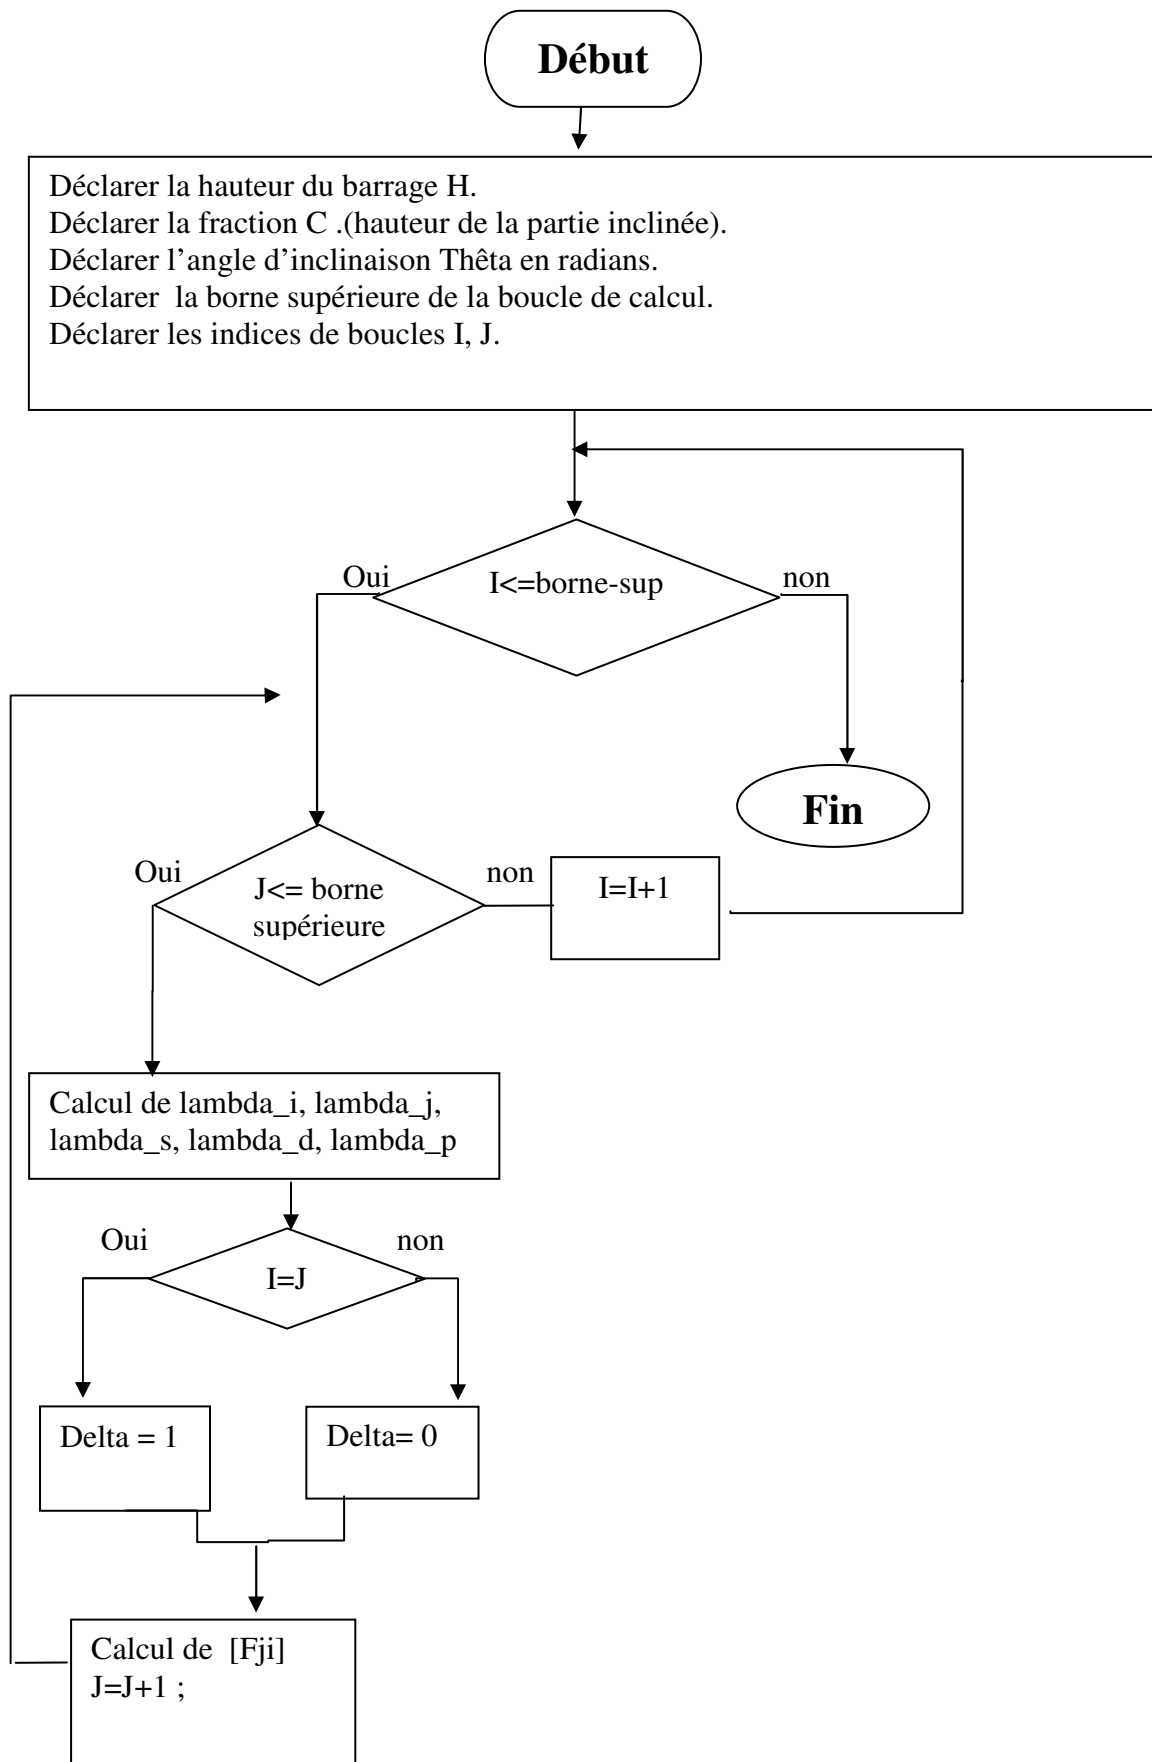 Début
Déclarer la hauteur du barrage H.
Déclarer la fraction C .(hauteur de la partie inclinée).
Déclarer l’angle d’inclinaison Thêta en radians.
Déclarer  la borne supérieure de la boucle de calcul.
Déclarer les indices de boucles I, J.
Oui
I<=borne-sup
non
Fin
Oui
J<= borne
supérieure
non
I=I+1
Calcul de lambda_i, lambda_j,
lambda_s, lambda_d, lambda_p
Oui
non
I=J
Delta = 1
Delta= 0
Calcul de  [Fji]
J=J+1 ;